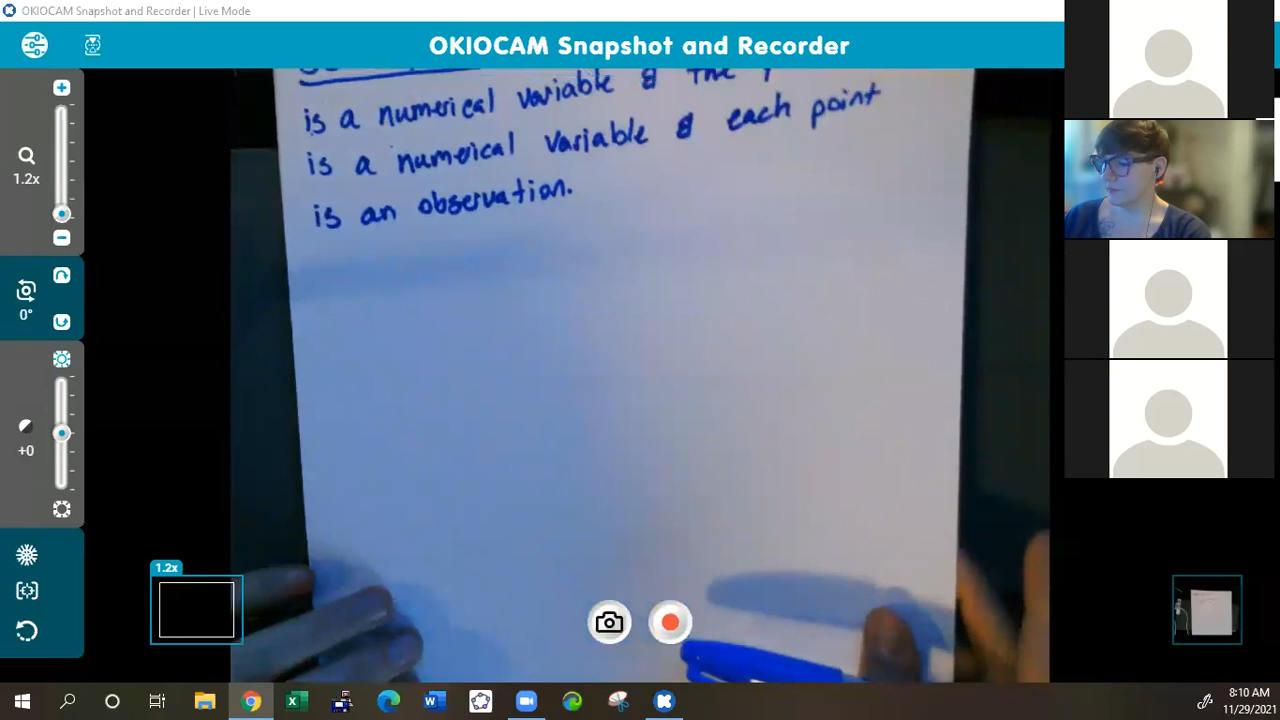 OKIOCAM Snapshot and Recorder | Live Mode
OKIOCAM Snapshot and Recorder
is a numerical variable & the
is a numerical variable & each point
is an observation.
1.2x
0°
+0
1.2x
8:10 AM
11/29/2021